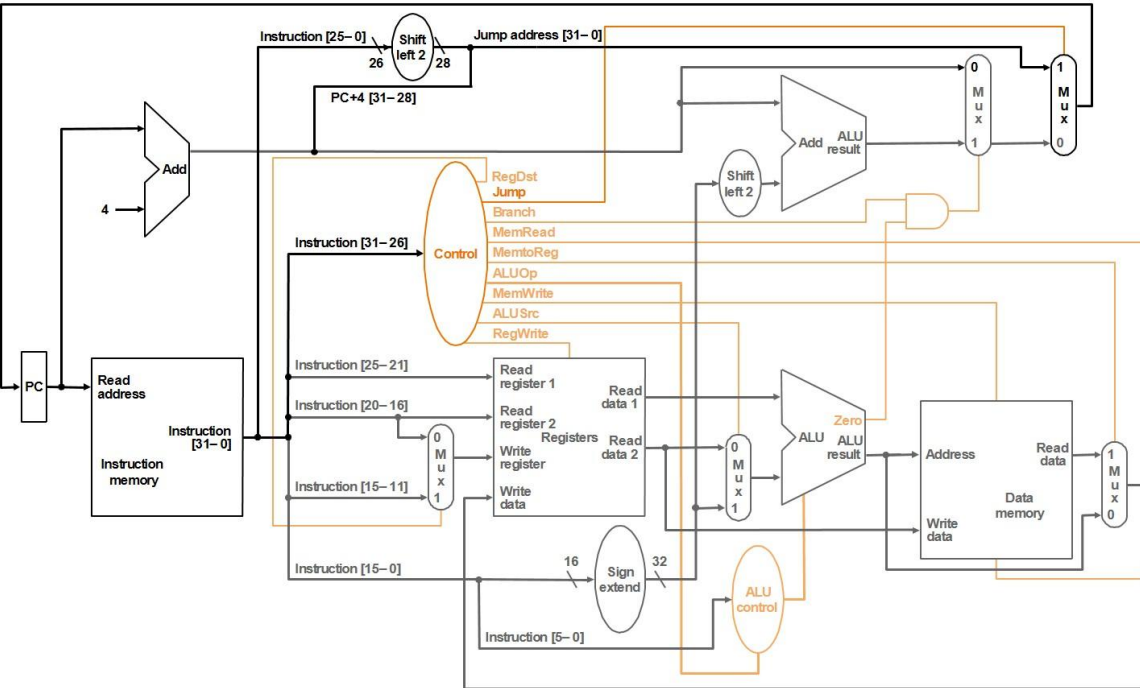 Instruction [25–0]
26
Shift
left 2
28
Jump address [31–0]
PC+4 [31–28]
Add
4
0
M
u
x
1
1
M
u
x
0
Add
ALU
result
Shift
left 2
RegDst
Jump
Branch
MemRead
MemtoReg
ALUOp
MemWrite
ALUSrc
RegWrite
Instruction [31–26]
Control
PC
Read
address
Instruction
[31–0]
Instruction
memory
Instruction [25–21]
Instruction [20–16]
Instruction [15–11]
Instruction [15–0]
0
M
u
x
1
Read
register 1
Read
register 2
Write
register
Write
data
Registers
Read
data 1
Read
data 2
0
M
u
x
1
Zero
ALU
ALU
result
Address
Write
data
Read
data
Data
memory
1
M
u
x
0
16
Sign
extend
32
ALU
control
Instruction [5–0]